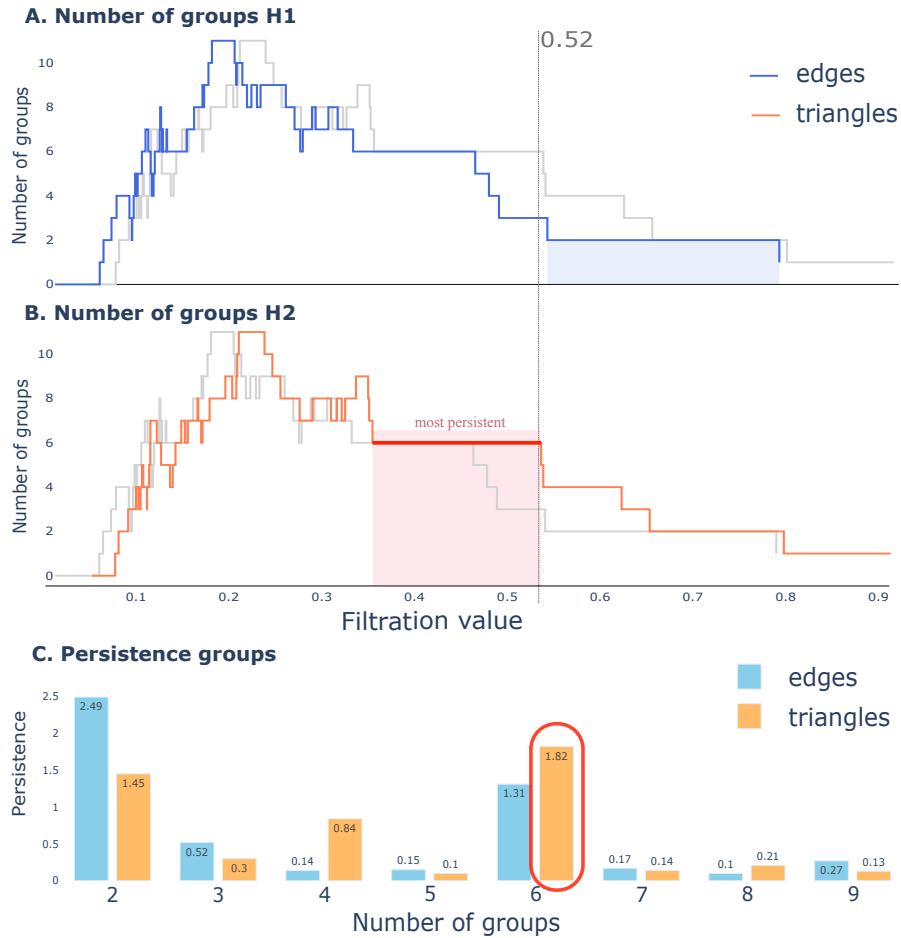 A. Number of groups H1
0.52
edges
triangles
Number of groups
10
8
6
4
2
0
B. Number of groups H2
Number of groups
10
8
6
4
2
0
most persistent
0.1 0.2 0.3 0.4 0.5 0.6 0.7 0.8 0.9
Filtration value
C. Persistence groups
edges
triangles
Persistence
2.5
2
1.5
1
0.5
0
2.49 1.45 0.52 0.3 0.14 0.84 0.15 0.1 1.31 1.82 0.17 0.14 0.1 0.21 0.27 0.13
2 3 4 5 6 7 8 9
Number of groups